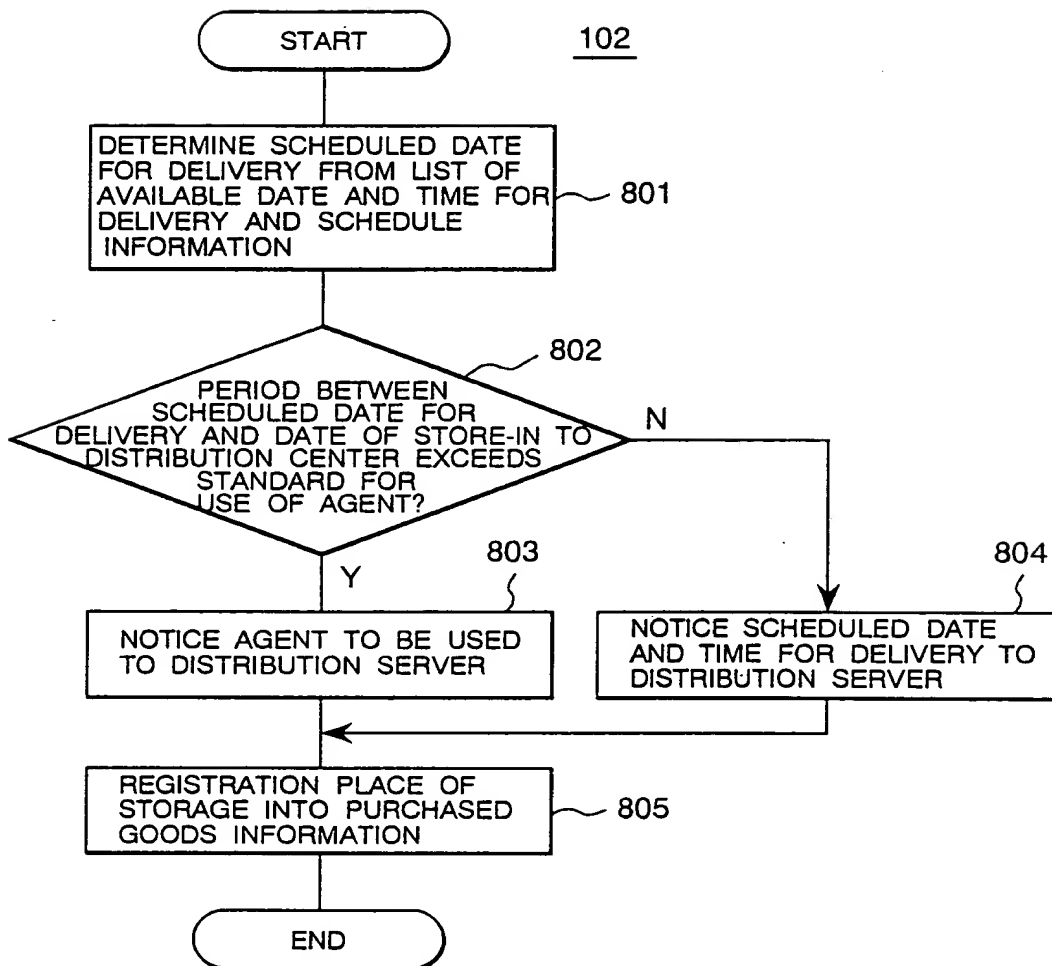 START
102
DETERMINE SCHEDULED DATE
FOR DELIVERY FROM LIST OF
AVAILABLE DATE AND TIME FOR
DELIVERY AND SCHEDULE
INFORMATION
801
802
PERIOD BETWEEN
SCHEDULED DATE FOR
DELIVERY AND DATE OF STORE-IN TO
DISTRIBUTION CENTER EXCEEDS
STANDARD FOR
USE OF AGENT?
N
Y
803
NOTICE AGENT TO BE USED
TO DISTRIBUTION SERVER
804
NOTICE SCHEDULED DATE
AND TIME FOR DELIVERY TO
DISTRIBUTION SERVER
REGISTRATION PLACE OF
STORAGE INTO PURCHASED
GOODS INFORMATION
805
END